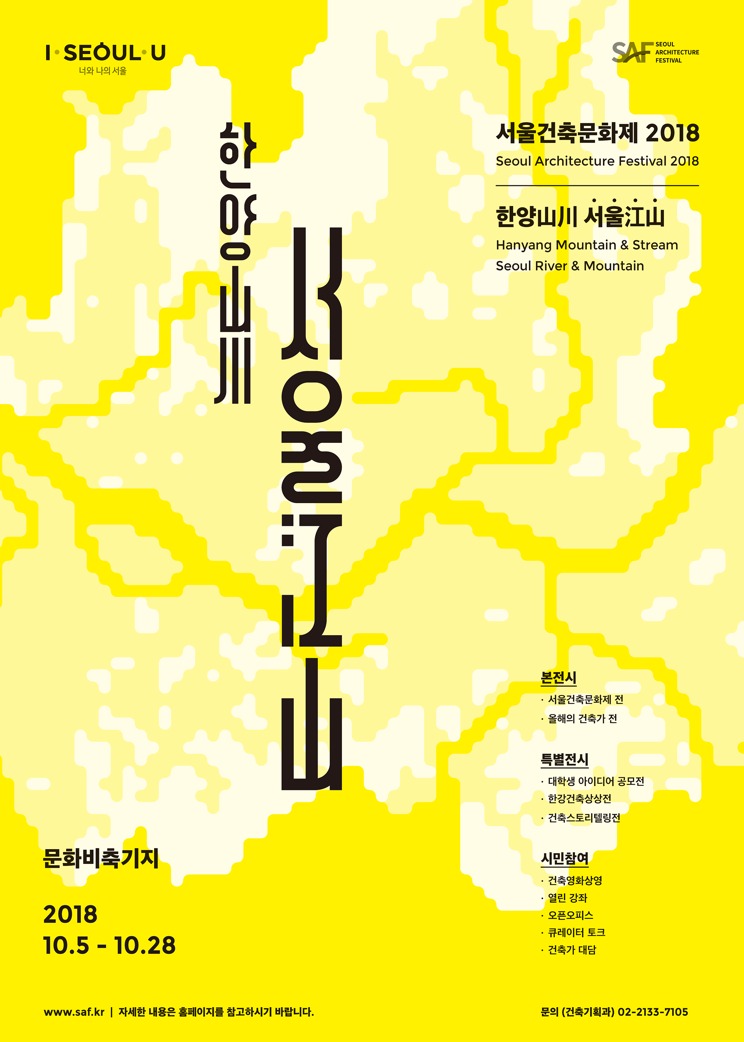 I·SEOUL·U
너와 나의 서울
SAF SEOUL
ARCHITECTURE
FESTIVAL
서울건축문화제 2018
Seoul Architecture Festival 2018
한양山川 서울江山
Hanyang Mountain & Stream
Seoul River & Mountain
한양山川
서울江山
본전시
· 서울건축문화제 전
· 올해의 건축가 전
특별전시
· 대학생 아이디어 공모전
· 한강건축상상전
· 건축스토리텔링전
시민참여
· 건축영화상영
· 열린 강좌
· 오픈오피스
· 큐레이터 토크
· 건축가 대담
문화비축기지
2018
10.5 - 10.28
www.saf.kr | 자세한 내용은 홈페이지를 참고하시기 바랍니다.
문의 (건축기획과) 02-2133-7105